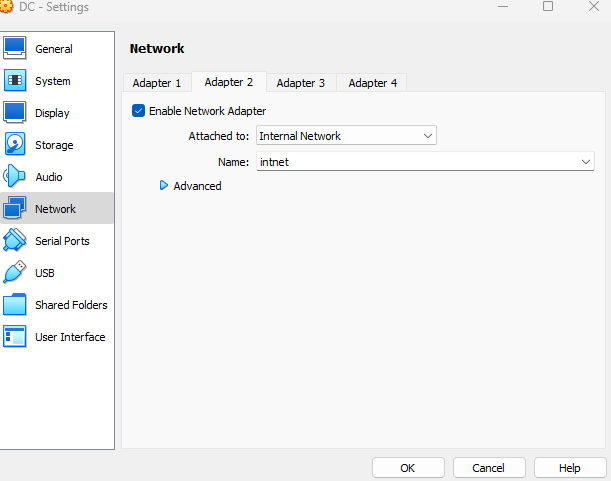 DC - Settings
General
System
Display
Storage
Audio
Network
Serial Ports
USB
Shared Folders
User Interface
Network
Adapter 1 Adapter 2 Adapter 3 Adapter 4
Enable Network Adapter
Attached to: Internal Network
Name: intnet
Advanced
OK Cancel Help